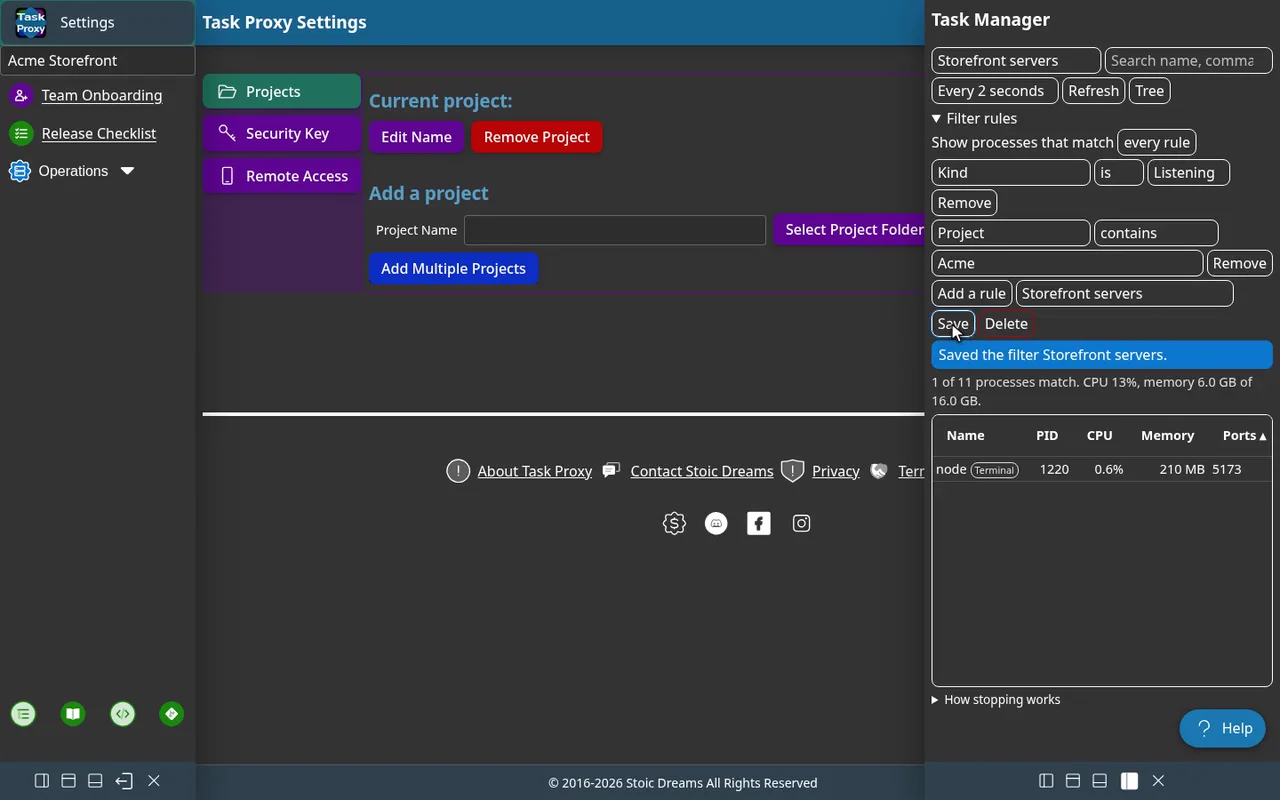 Task Proxy
Settings
Acme Storefront
Team Onboarding
Release Checklist
Operations
Task Proxy Settings
Projects
Security Key
Remote Access
Current project:
Edit Name
Remove Project
Add a project
Project Name
Select Project Folder
Add Multiple Projects
About Task Proxy
Contact Stoic Dreams
Privacy
Terr
© 2016-2026 Stoic Dreams All Rights Reserved
Task Manager
Storefront servers
Search name, comma
Every 2 seconds
Refresh
Tree
Filter rules
Show processes that match every rule
Kind
is
Listening
Remove
Project
contains
Acme
Remove
Add a rule
Storefront servers
Save
Delete
Saved the filter Storefront servers.
1 of 11 processes match. CPU 13%, memory 6.0 GB of
16.0 GB.
Name PID CPU Memory Ports ▲
node Terminal 1220 0.6% 210 MB 5173
How stopping works
Help